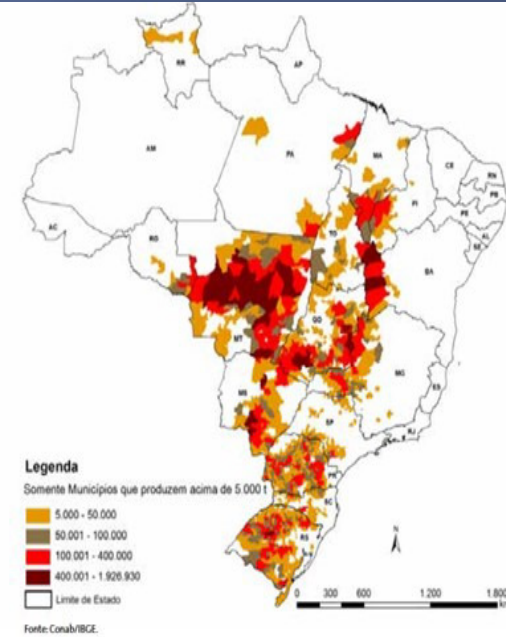 RR
AP
AM
PA
MA
CE
RN
PB
PE
AL
SE
PI
AC
RO
TO
BA
MT
GO
MG
ES
MS
SP
RJ
PR
SC
RS
N
Legenda
Somente Municípios que produzem acima de 5.000 t
5.000 - 50.000
50.001 - 100.000
100.001 - 400.000
400.001 - 1.926.930
Limite de Estado
0 300 600 1.200 1.800
Fonte: Conab/IBGE.